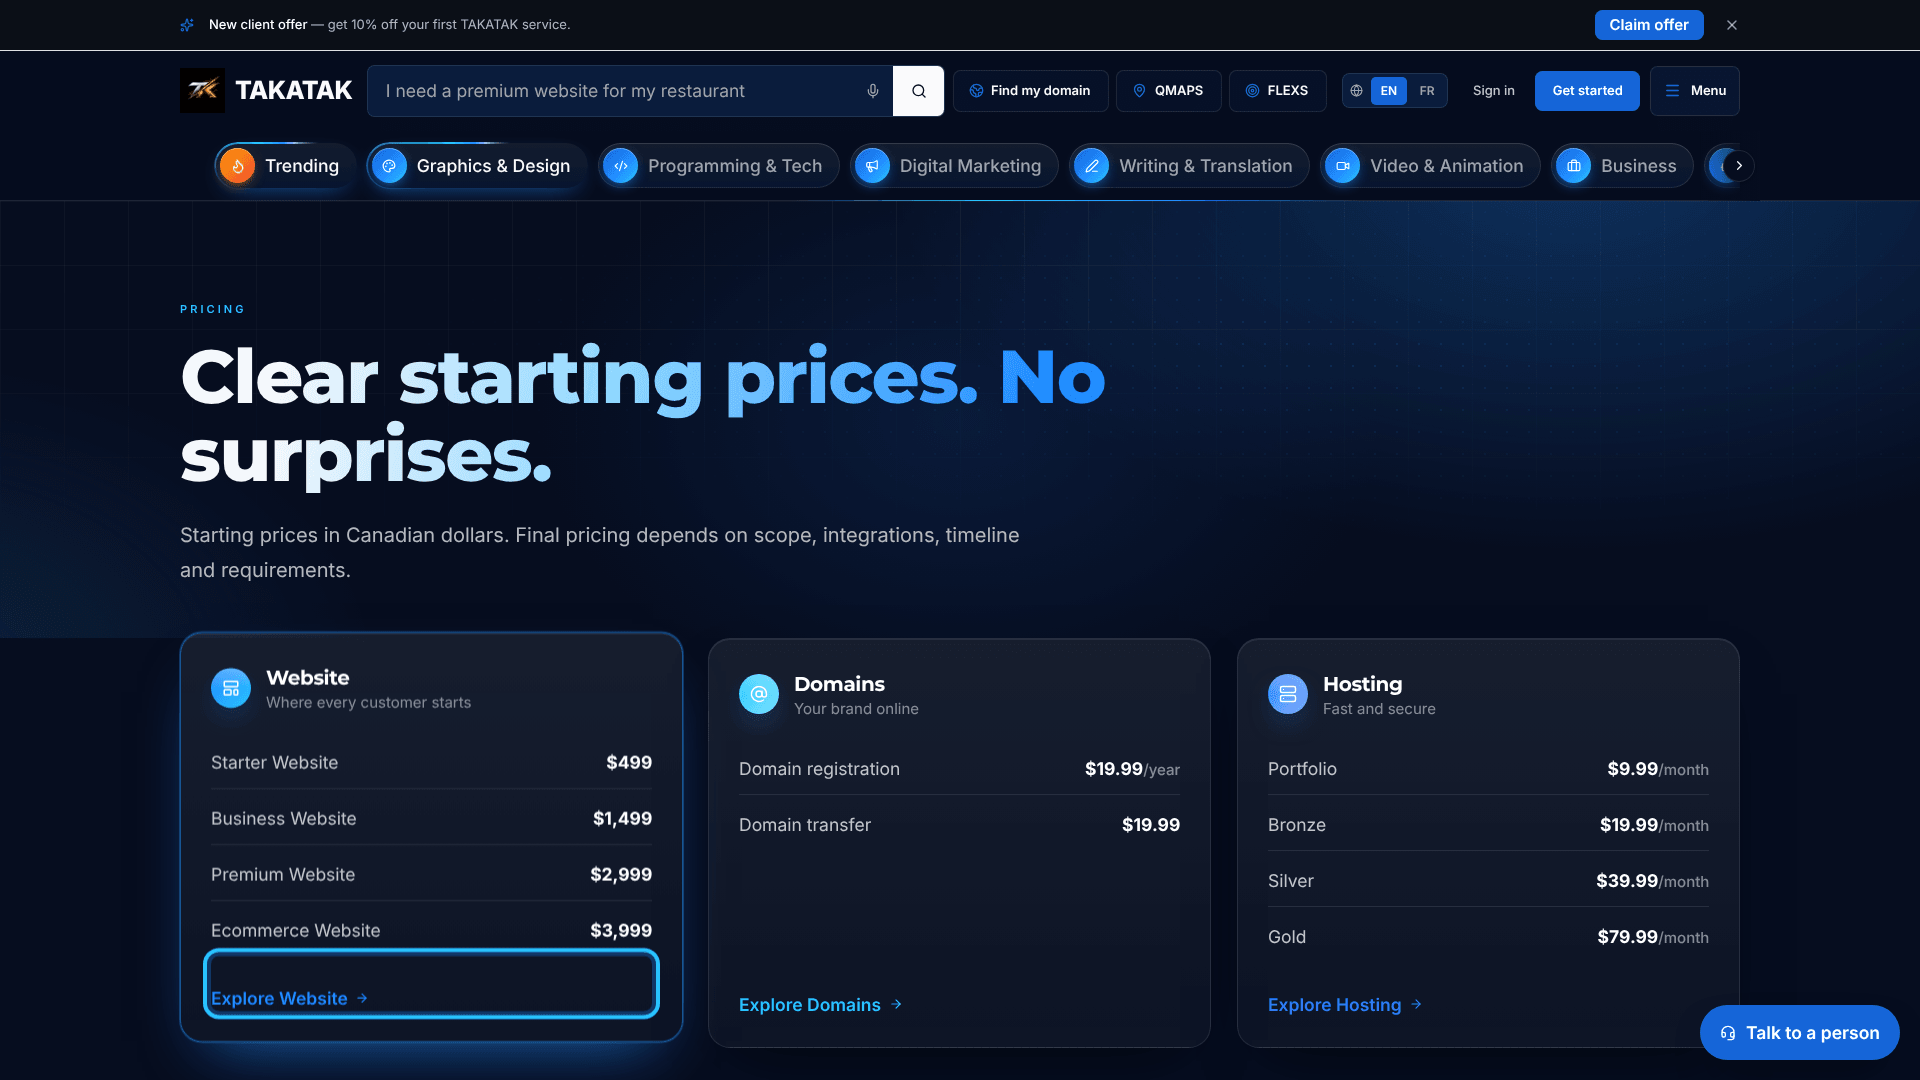 New client offer — get 10% off your first TAKATAK service.
Claim offer
TAKATAK
I need a premium website for my restaurant
Find my domain
QMAPS
FLEXS
EN
FR
Sign in
Get started
Menu
Trending
Graphics & Design
Programming & Tech
Digital Marketing
Writing & Translation
Video & Animation
Business
PRICING
Clear starting prices. No
surprises.
Starting prices in Canadian dollars. Final pricing depends on scope, integrations, timeline
and requirements.
Website
Where every customer starts
Starter Website $499
Business Website $1,499
Premium Website $2,999
Ecommerce Website $3,999
Explore Website
Domains
Your brand online
Domain registration $19.99/year
Domain transfer $19.99
Explore Domains
Hosting
Fast and secure
Portfolio $9.99/month
Bronze $19.99/month
Silver $39.99/month
Gold $79.99/month
Explore Hosting
Talk to a person